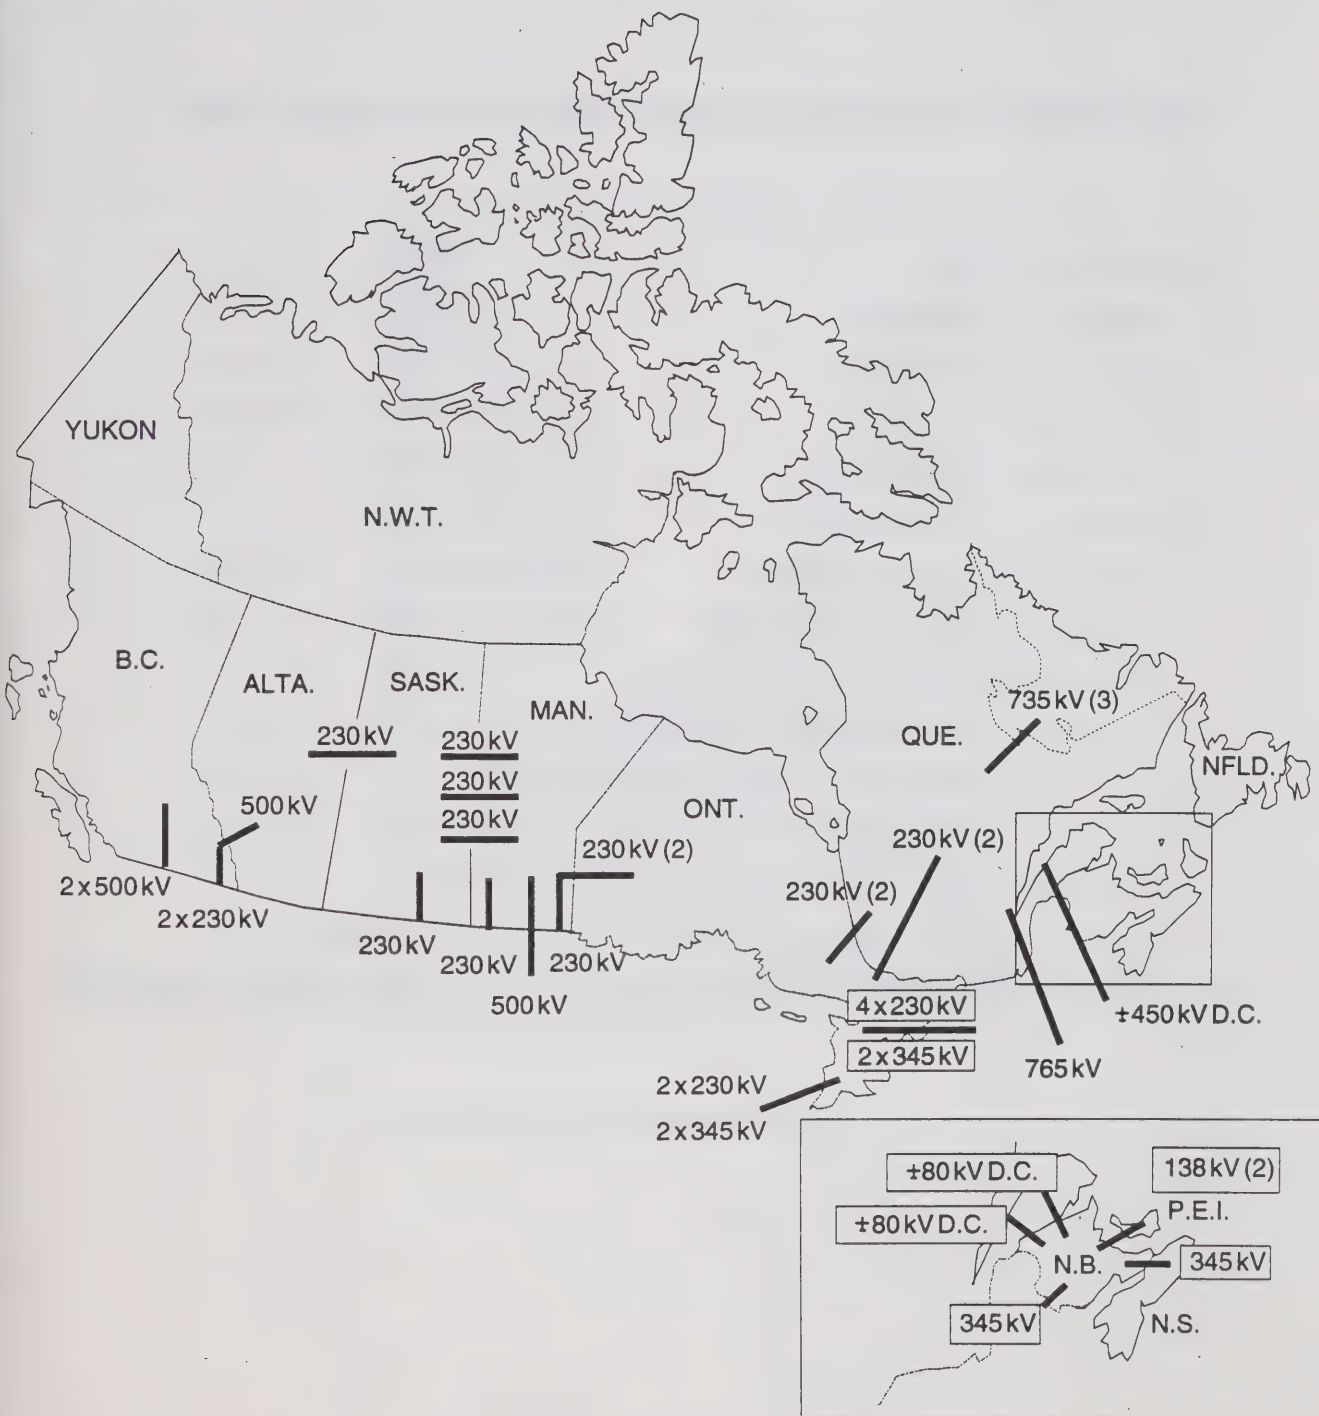 YUKON
N.W.T.
B.C.
ALTA.
SASK.
MAN.
735 kV (3)
QUE.
NFLD.
230 kV
230 kV
230 kV
230 kV
ONT.
500 kV
230 kV (2)
230 kV (2)
230 kV (2)
2 x 500 kV
2 x 230 kV
230 kV
230 kV
230 kV
500 kV
4 x 230 kV
2 x 345 kV
±450 kV D.C.
765 kV
2 x 230 kV
2 x 345 kV
±80 kV D.C.
138 kV (2)
±80 kV D.C.
P.E.I.
N.B.
345 kV
345 kV
N.S.